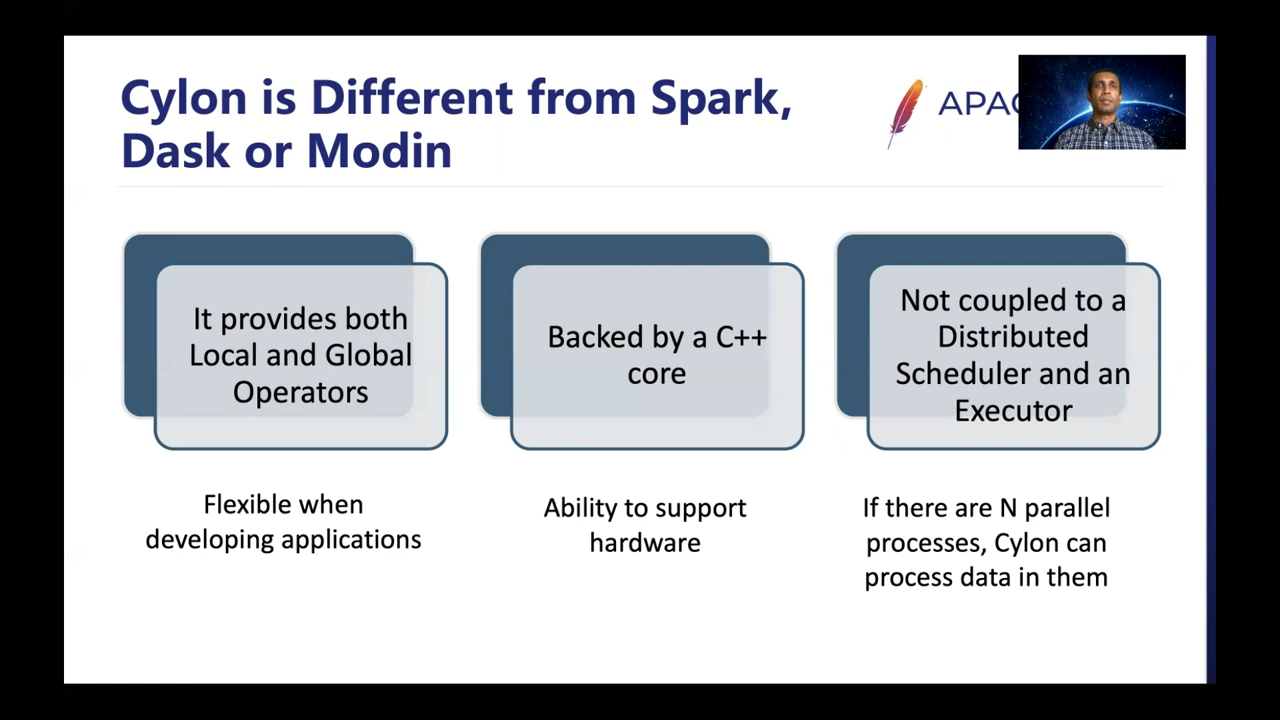 Cylon is Different from Spark,
Dask or Modin
It provides both
Local and Global
Operators
Backed by a C++
core
Not coupled to a
Distributed
Scheduler and an
Executor
Flexible when
developing applications
Ability to support
hardware
If there are N parallel
processes, Cylon can
process data in them